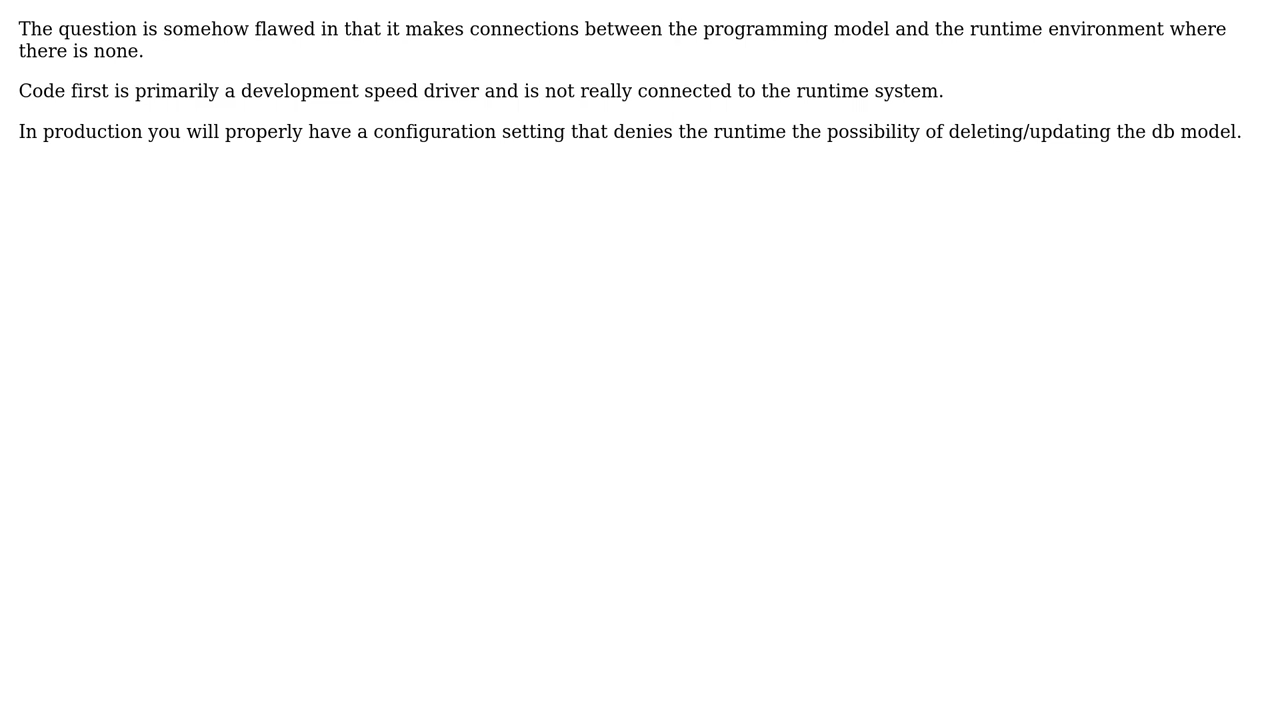 The question is somehow flawed in that it makes connections between the programming model and the runtime environment where
there is none.
Code first is primarily a development speed driver and is not really connected to the runtime system.
In production you will properly have a configuration setting that denies the runtime the possibility of deleting/updating the db model.